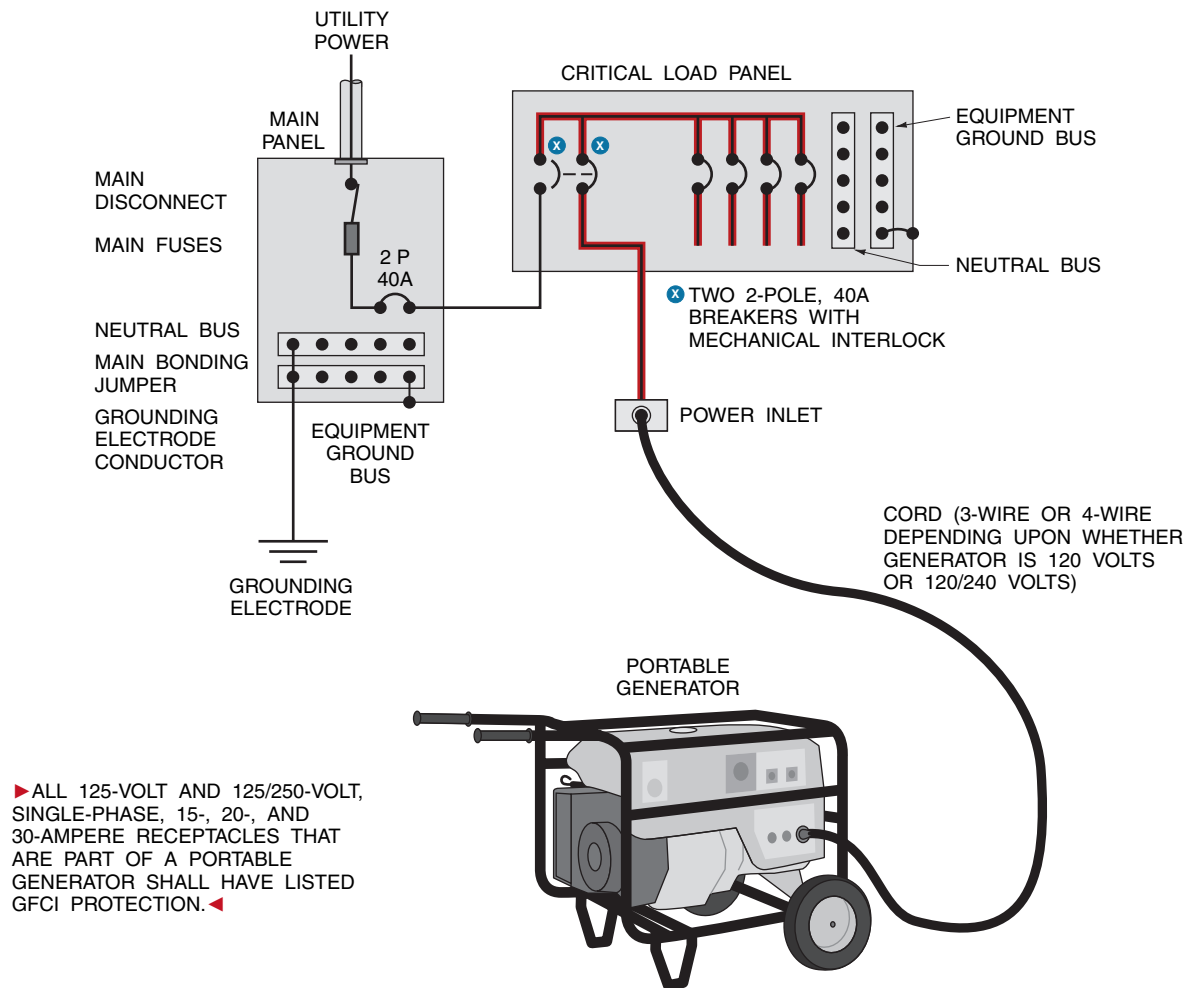 UTILITY
POWER
MAIN
PANEL
MAIN
DISCONNECT
MAIN FUSES
2 P
40A
NEUTRAL BUS
MAIN BONDING
JUMPER
GROUNDING
ELECTRODE
CONDUCTOR
EQUIPMENT
GROUND
BUS
GROUNDING
ELECTRODE
CRITICAL LOAD PANEL
X
X
EQUIPMENT
GROUND BUS
NEUTRAL BUS
X TWO 2-POLE, 40A
BREAKERS WITH
MECHANICAL INTERLOCK
POWER INLET
CORD (3-WIRE OR 4-WIRE
DEPENDING UPON WHETHER
GENERATOR IS 120 VOLTS
OR 120/240 VOLTS)
PORTABLE
GENERATOR
►ALL 125-VOLT AND 125/250-VOLT,
SINGLE-PHASE, 15-, 20-, AND
30-AMPERE RECEPTACLES THAT
ARE PART OF A PORTABLE
GENERATOR SHALL HAVE LISTED
GFCI PROTECTION.◄